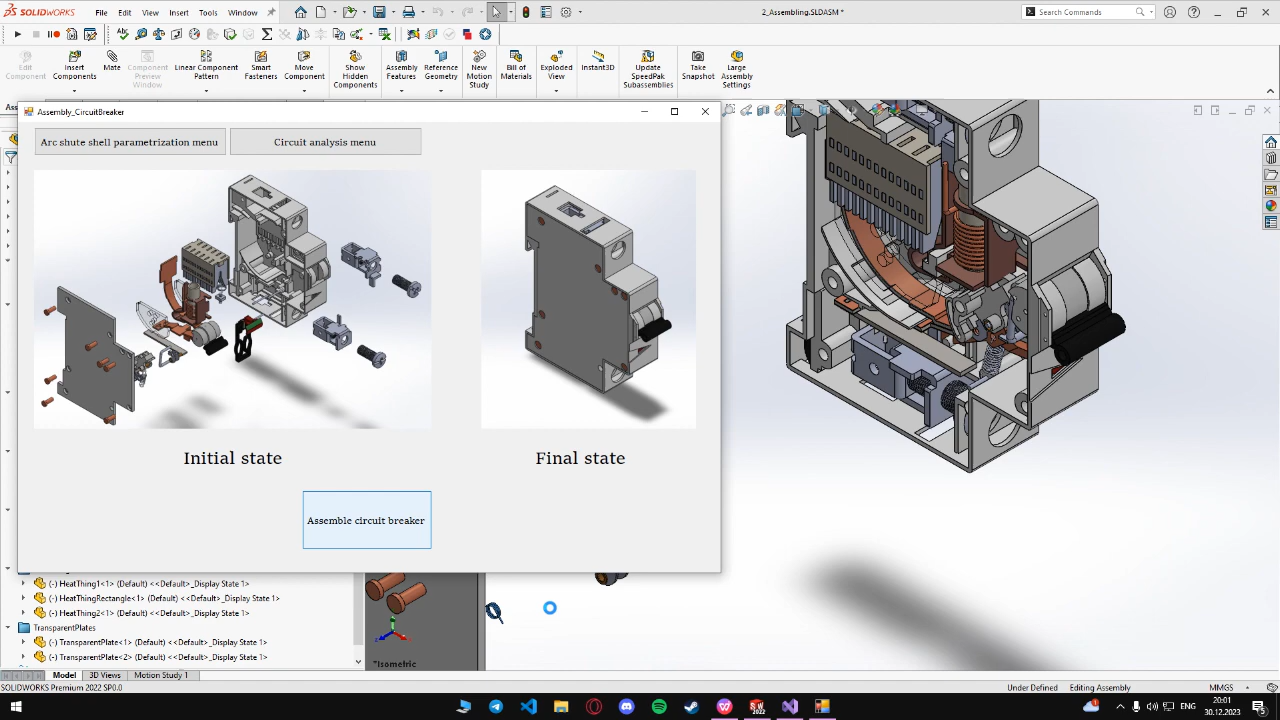 SOLIDWORKS File Edit View Insert Tools Window 2_Assembling.SLDASM * Search Commands
Edit Component
Insert Components
Mate
Component Preview Window
Linear Component Pattern
Smart Fasteners
Move Component
Show Hidden Components
Assembly Features
Reference Geometry
New Motion Study
Bill of Materials
Exploded View
Instant3D
Update SpeedPak Subassemblies
Take Snapshot
Large Assembly Settings
Assembly_CircuitBreaker
Arc shute shell parametrization menu Circuit analysis menu
Initial state Final state
Assemble circuit breaker
(-) HeatThing1<1> (Default) <<Default>_Display State 1>
(-) HeatThingRectangle<1> (Default) <<Default>_Display State 1>
(-) HeatThing2<1> (Default) <<Default>_Display State 1>
TransparentPlates
(-) TransparentPlate<1> (Default) <<Default>_Display State 1>
(-) TransparentPlate<2> (Default) <<Default>_Display State 1>
*Isometric
Model 3D Views Motion Study 1
SOLIDWORKS Premium 2022 SP0.0 Under Defined Editing Assembly MMGS
ENG 20:01
30.12.2023